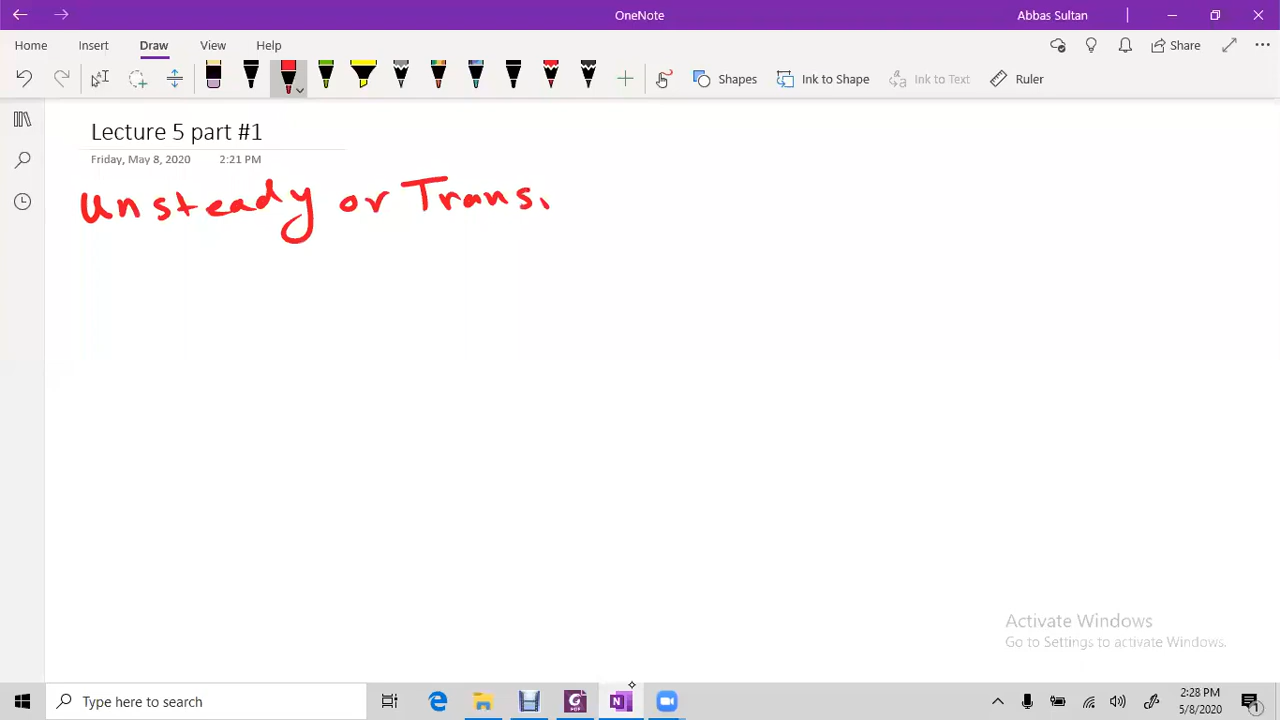 OneNote
Abbas Sultan
Home Insert Draw View Help Share
Shapes Ink to Shape Ink to Text Ruler
Lecture 5 part #1
Friday, May 8, 2020 2:21 PM
Unsteady or Trans.
Activate Windows
Go to Settings to activate Windows.
Type here to search
2:28 PM
5/8/2020